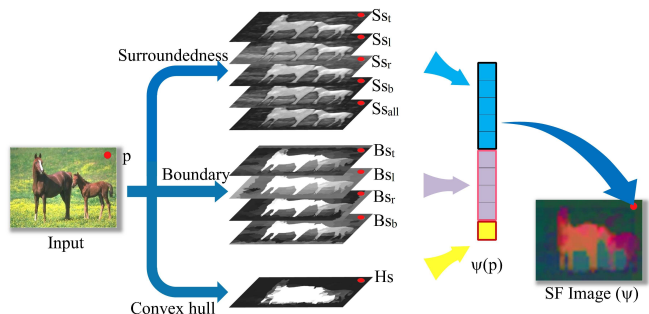 Surroundedness
Ss_t
Ss_l
Ss_r
Ss_b
Ss_all
p
Input
Boundary
Bs_t
Bs_l
Bs_r
Bs_b
Convex hull
Hs
ψ(p)
SF Image (ψ)